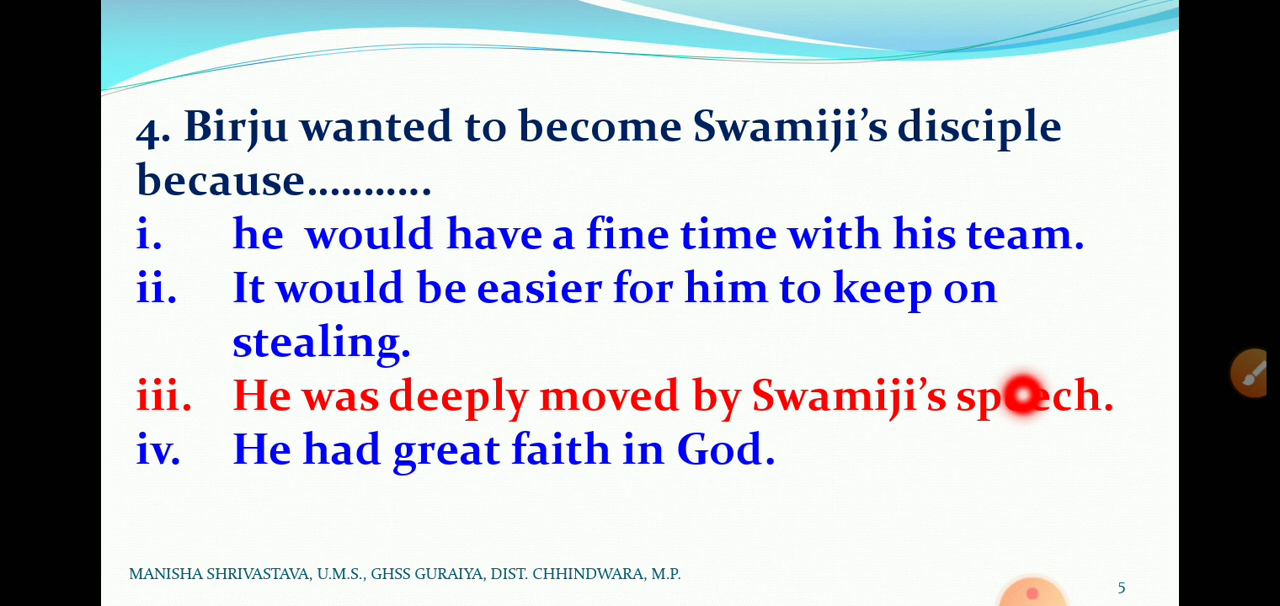 4. Birju wanted to become Swamiji’s disciple
because...........
i. he would have a fine time with his team.
ii. It would be easier for him to keep on
stealing.
iii. He was deeply moved by Swamiji’s speech.
iv. He had great faith in God.
MANISHA SHRIVASTAVA, U.M.S., GHSS GURAIYA, DIST. CHHINDWARA, M.P.
5